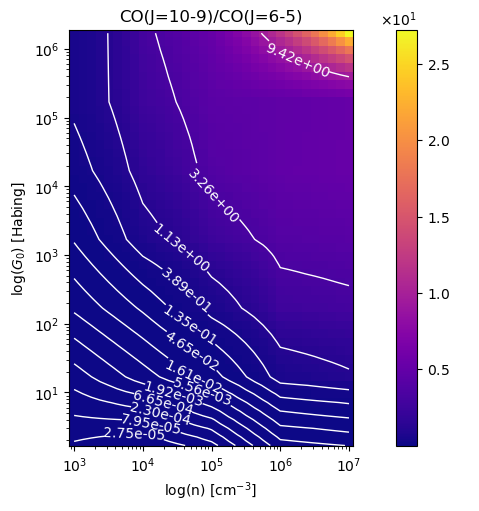 CO(J=10-9)/CO(J=6-5)
×10¹
10⁶
10⁵
10⁴
10³
10²
10¹
log(G₀) [Habing]
9.42e+00
3.26e+00
1.13e+00
3.89e-01
1.35e-01
4.65e-02
1.61e-02
5.56e-03
1.92e-03
6.65e-04
2.30e-04
7.95e-05
2.75e-05
10³ 10⁴ 10⁵ 10⁶ 10⁷
log(n) [cm⁻³]
2.5
2.0
1.5
1.0
0.5